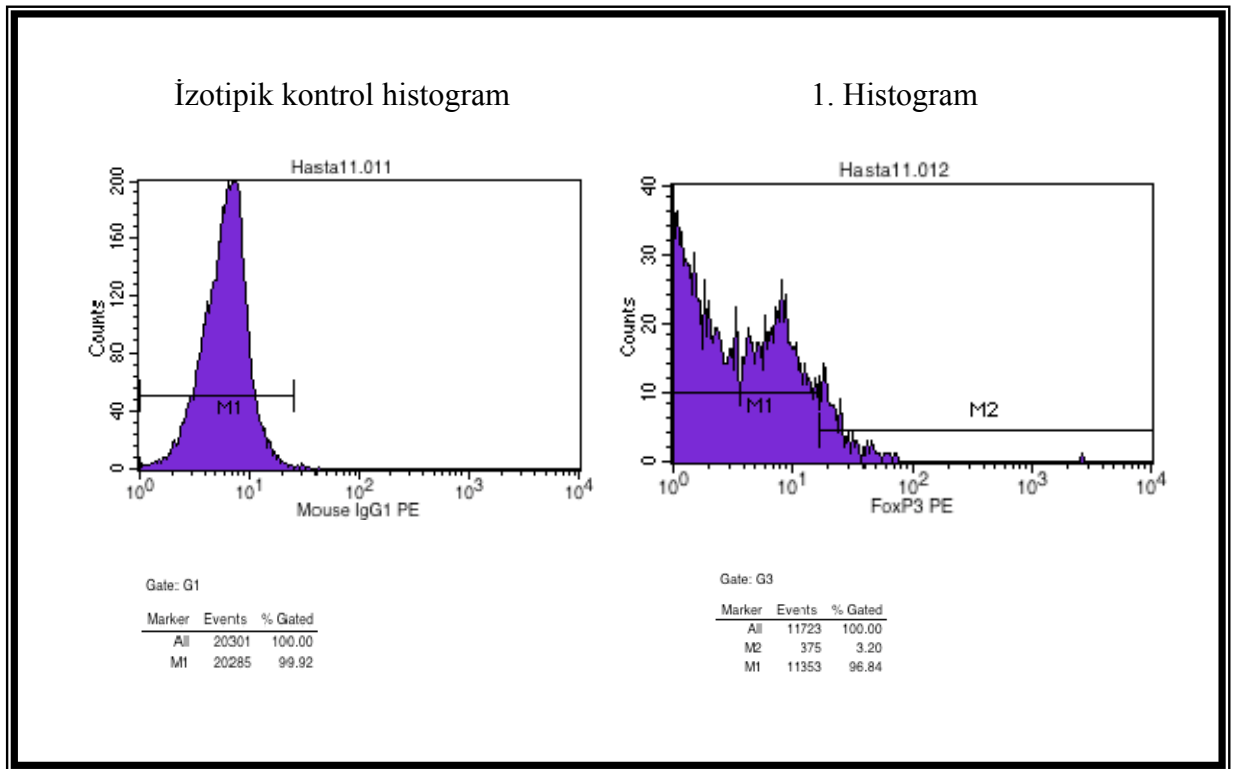 İzotipik kontrol histogram
Hasta11.011
Counts
200
160
120
80
40
0
M1
10^0 10^1 10^2 10^3 10^4
Mouse IgG1 PE
Gate: G1
Marker Events % Gated
All 20301 100.00
M1 20285 99.92
1. Histogram
Hasta11.012
Counts
40
30
20
10
0
M1
M2
10^0 10^1 10^2 10^3 10^4
FoxP3 PE
Gate: G3
Marker Events % Gated
All 11723 100.00
M2 375 3.20
M1 11353 96.84